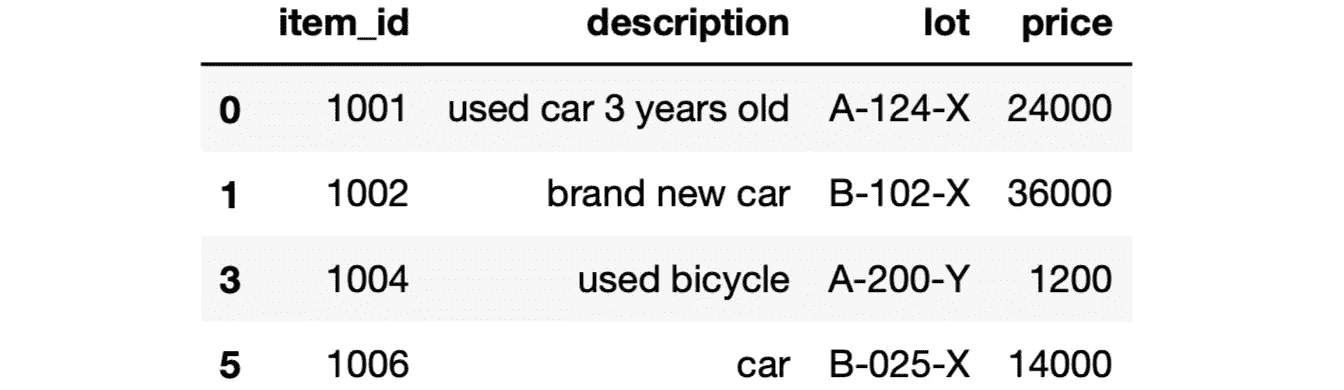 item_id description lot price
0 1001 used car 3 years old A-124-X 24000
1 1002 brand new car B-102-X 36000
3 1004 used bicycle A-200-Y 1200
5 1006 car B-025-X 14000